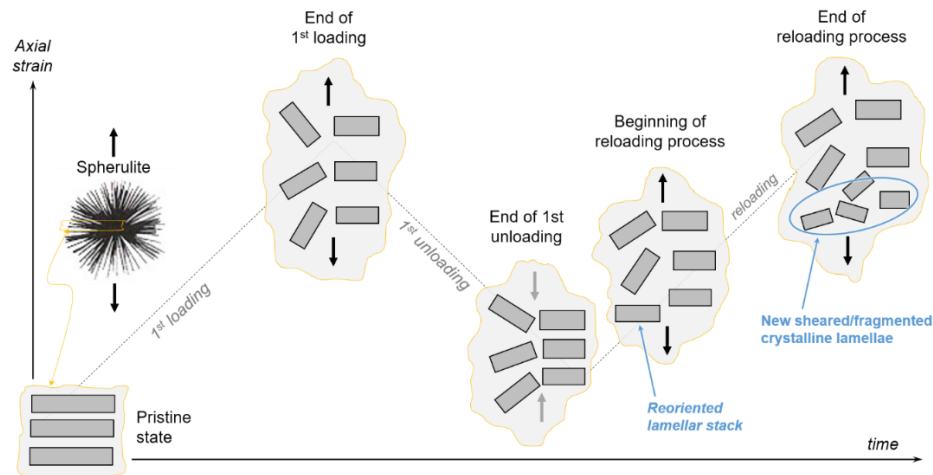 Axial
strain
Spherulite
1st loading
Pristine
state
End of
1st loading
1st unloading
End of 1st
unloading
Beginning of
reloading process
Reoriented
lamellar stack
reloading
End of
reloading process
New sheared/fragmented
crystalline lamellae
time